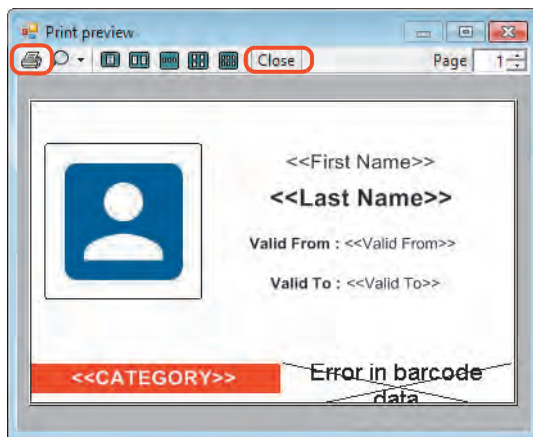 Print preview
Close Page 1
<<First Name>>
<<Last Name>>
Valid From : <<Valid From>>
Valid To : <<Valid To>>
<<CATEGORY>>
Error in barcode
data